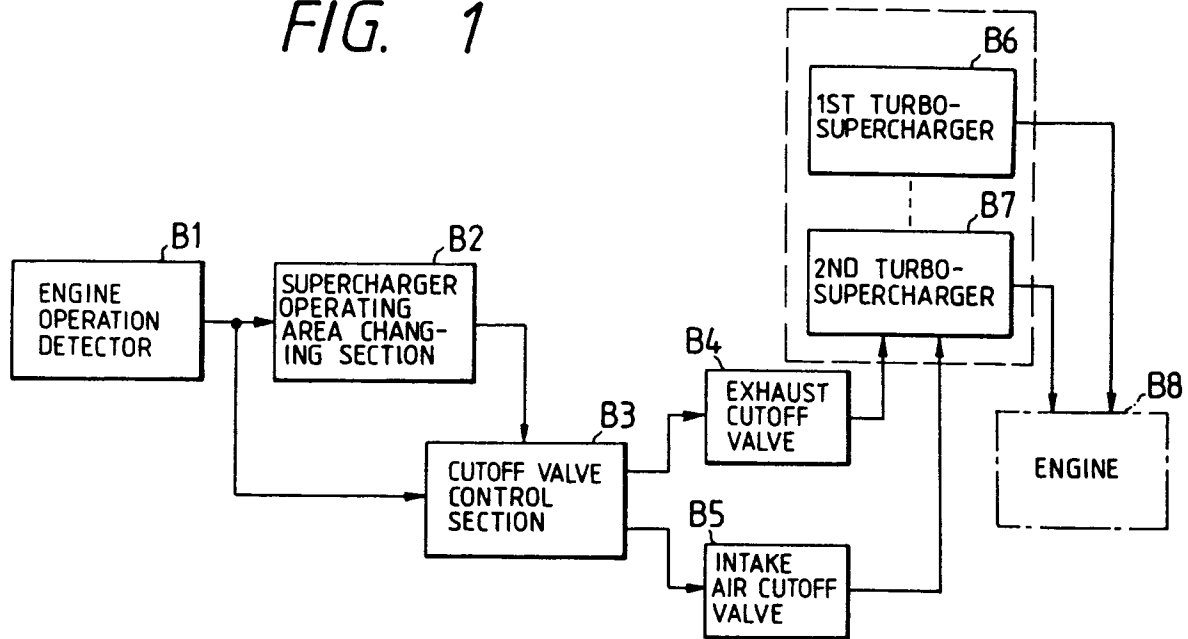 FIG. 1
B6
1ST TURBO-
SUPERCHARGER
B7
2ND TURBO-
SUPERCHARGER
B1
ENGINE
OPERATION
DETECTOR
B2
SUPERCHARGER
OPERATING
AREA CHANG-
ING SECTION
B3
CUTOFF VALVE
CONTROL
SECTION
B4
EXHAUST
CUTOFF
VALVE
B5
INTAKE
AIR CUTOFF
VALVE
B8
ENGINE